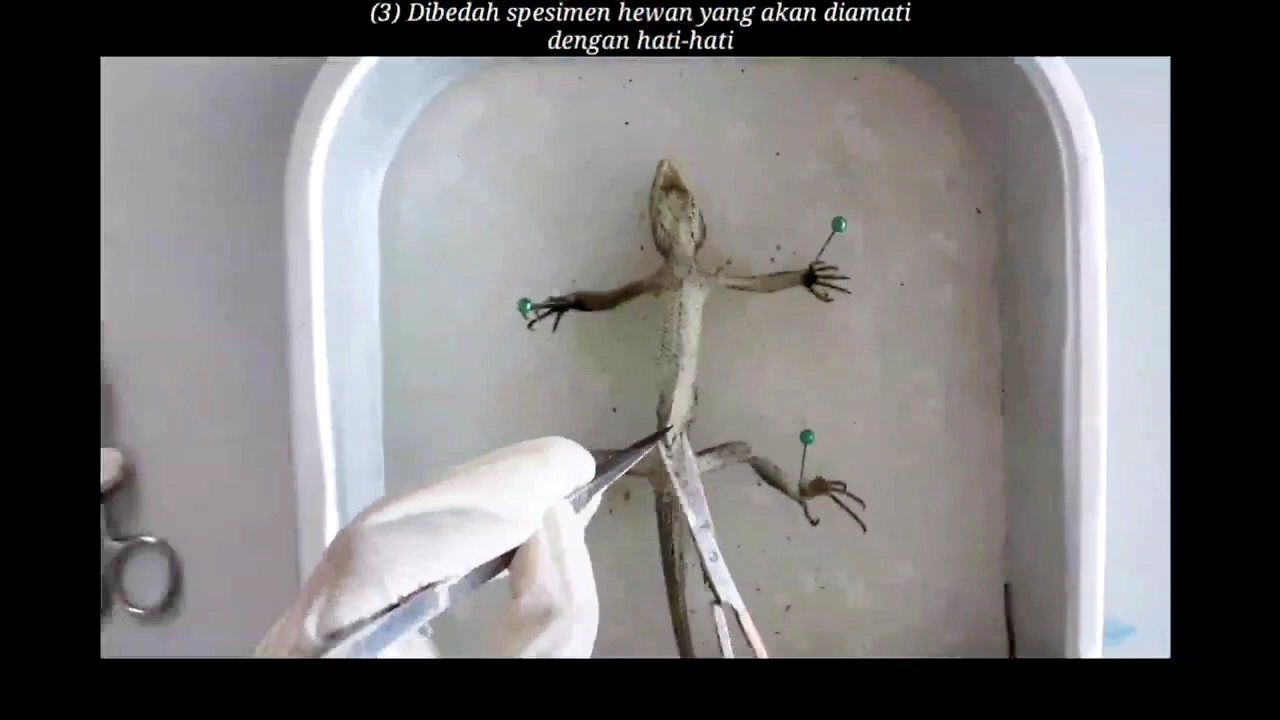 (3) Dibedah spesimen hewan yang akan diamati
dengan hati-hati